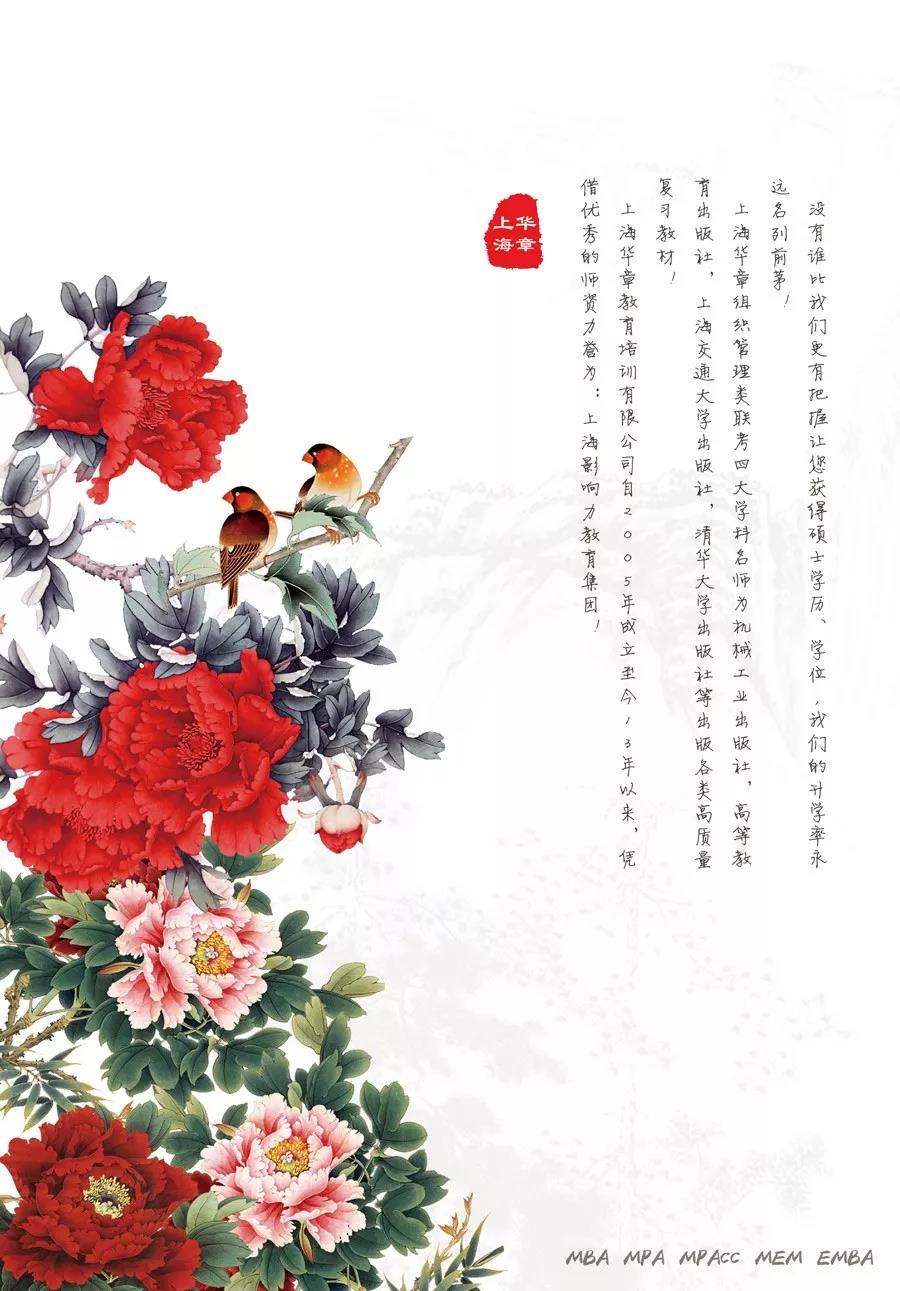 没有谁比我们更有把握让您获得硕士学历、学位,我们的升学率永
远名列前茅!
上海华章组织管理类联考四大学科名师为机械工业出版社,高等教
育出版社,上海交通大学出版社,清华大学出版社等出版各类高质量
复习教材!
上海华章教育培训有限公司自2005年成立至今13年以来,凭
借优秀的师资力誉为:上海影响力教育集团!
上海
华章
MBA MPA MPACC MEM EMBA